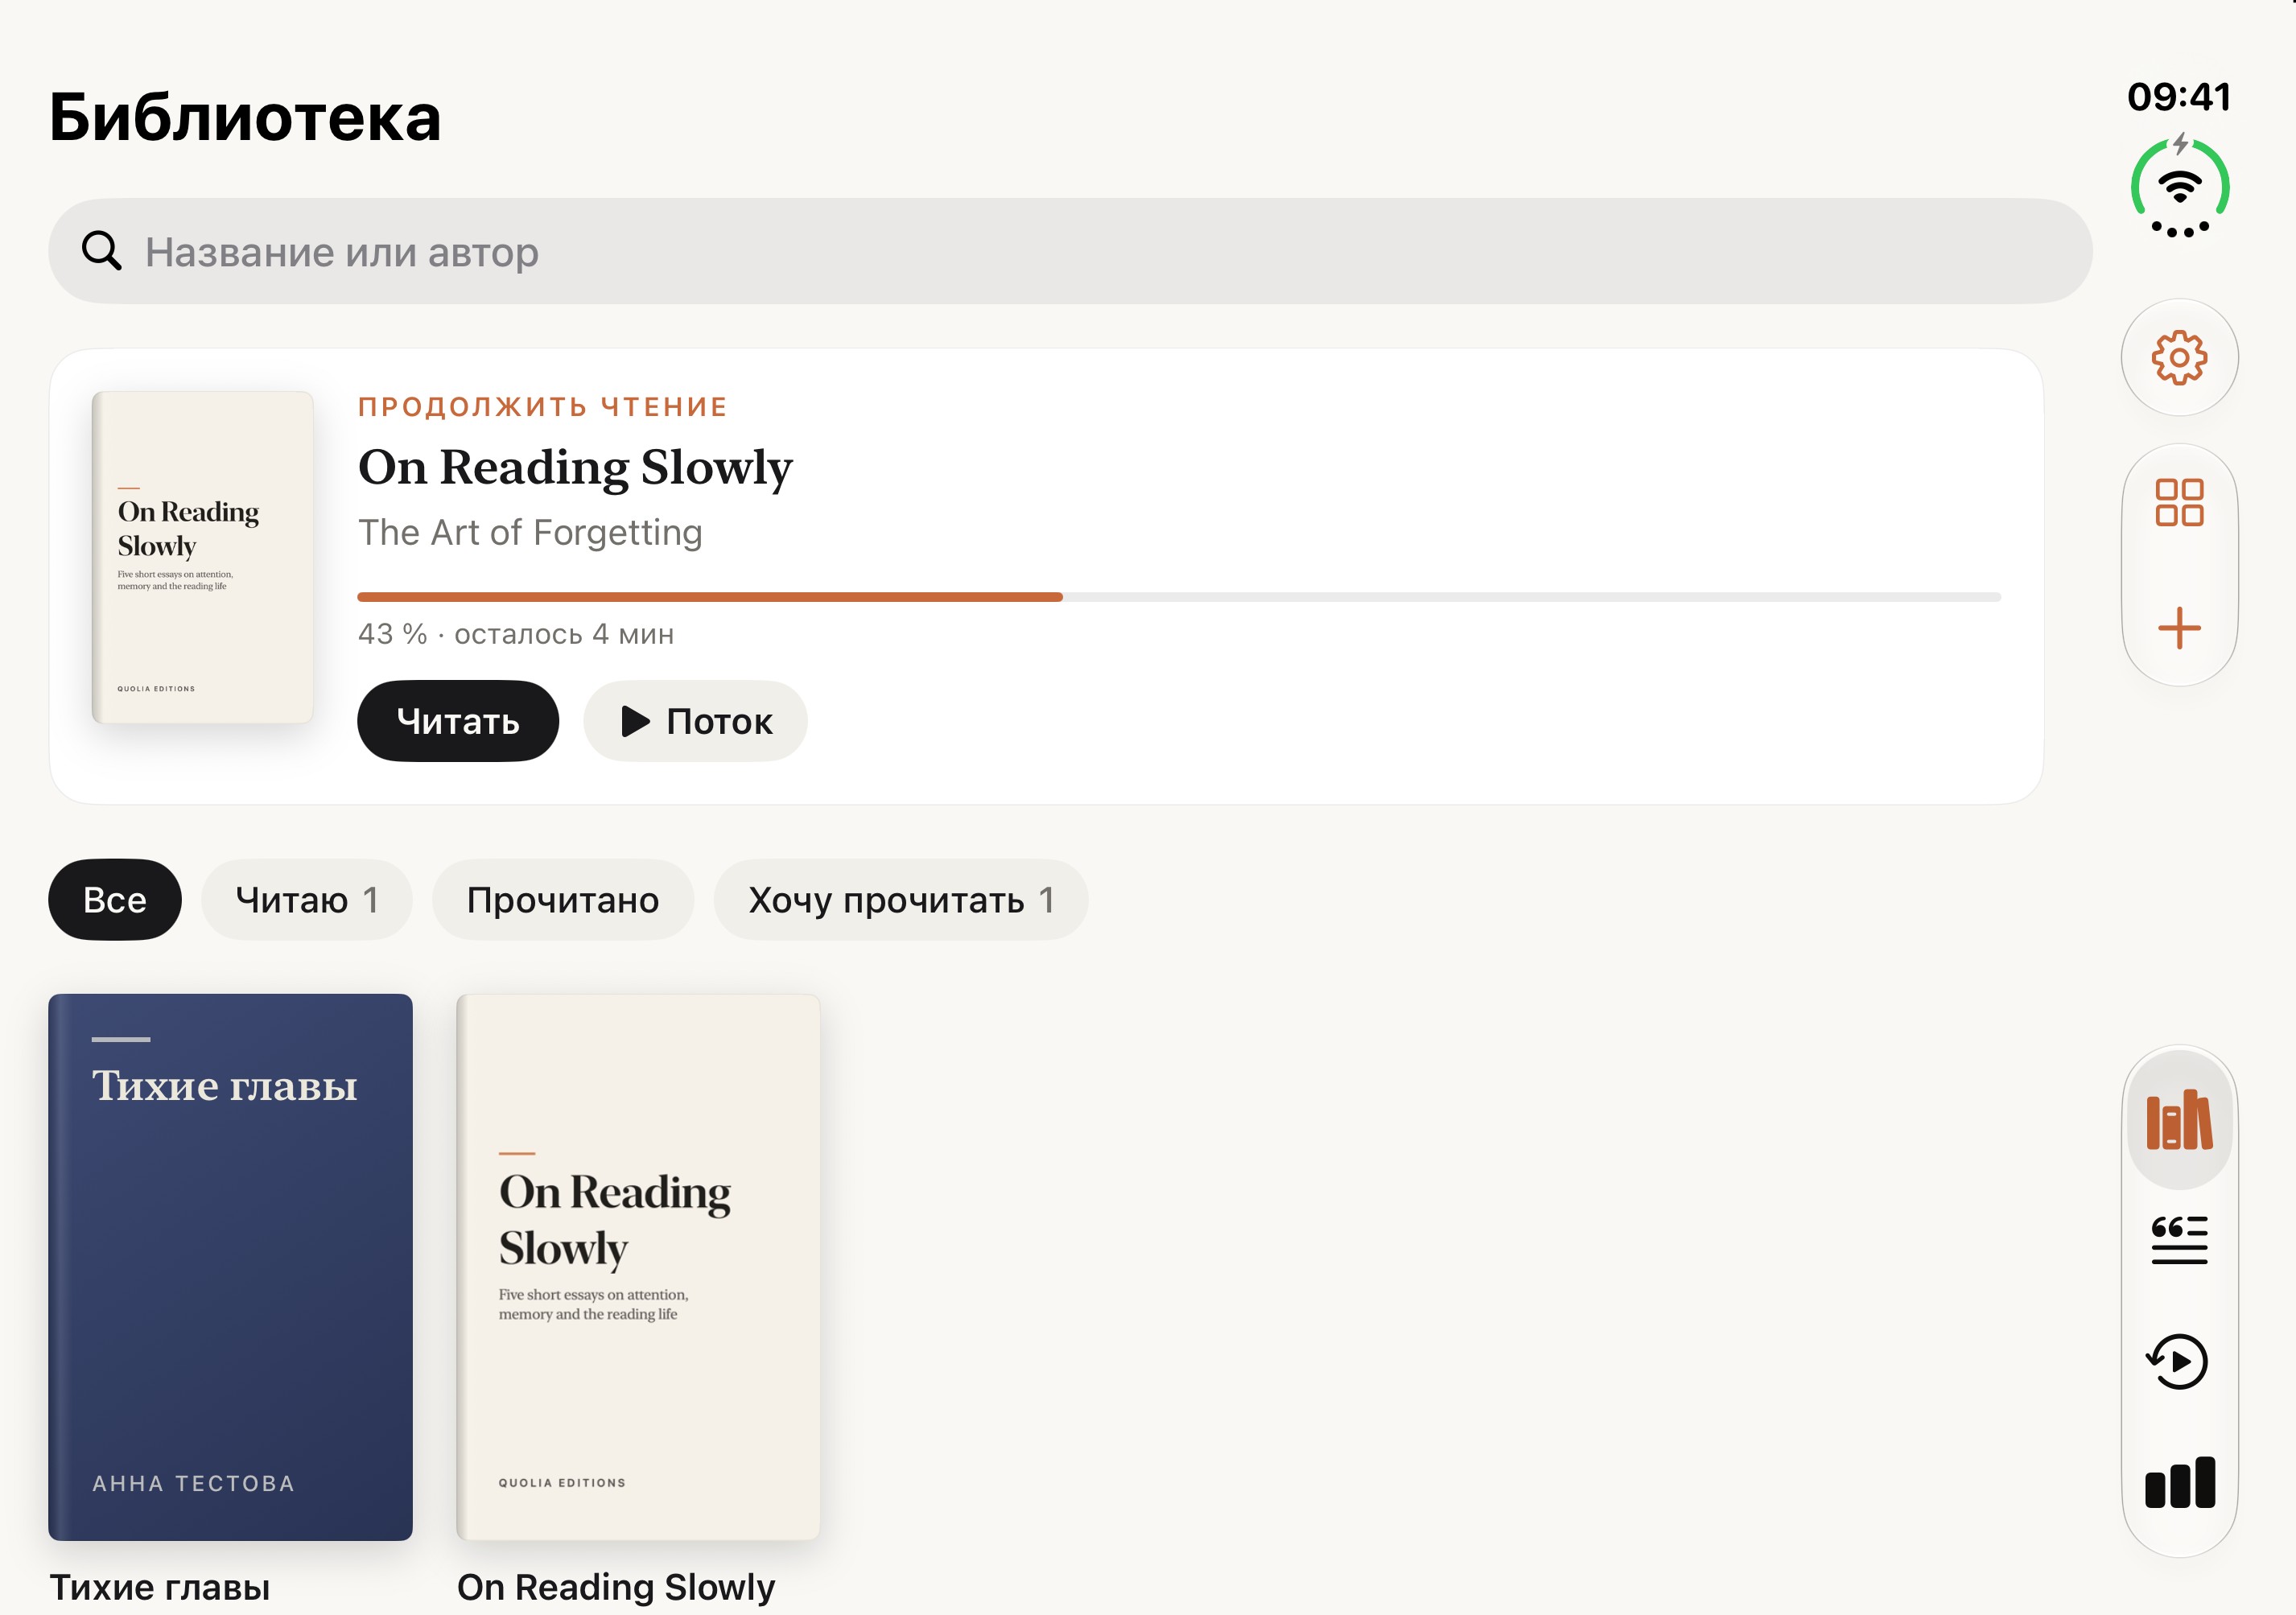 Библиотека
09:41
Название или автор
ПРОДОЛЖИТЬ ЧТЕНИЕ
On Reading Slowly
The Art of Forgetting
43 % · осталось 4 мин
Читать
Поток
On Reading
Slowly
Five short essays on attention,
memory and the reading life
QUOLIA EDITIONS
Все
Читаю 1
Прочитано
Хочу прочитать 1
Тихие главы
АННА ТЕСТОВА
On Reading
Slowly
Five short essays on attention,
memory and the reading life
QUOLIA EDITIONS
Тихие главы
On Reading Slowly